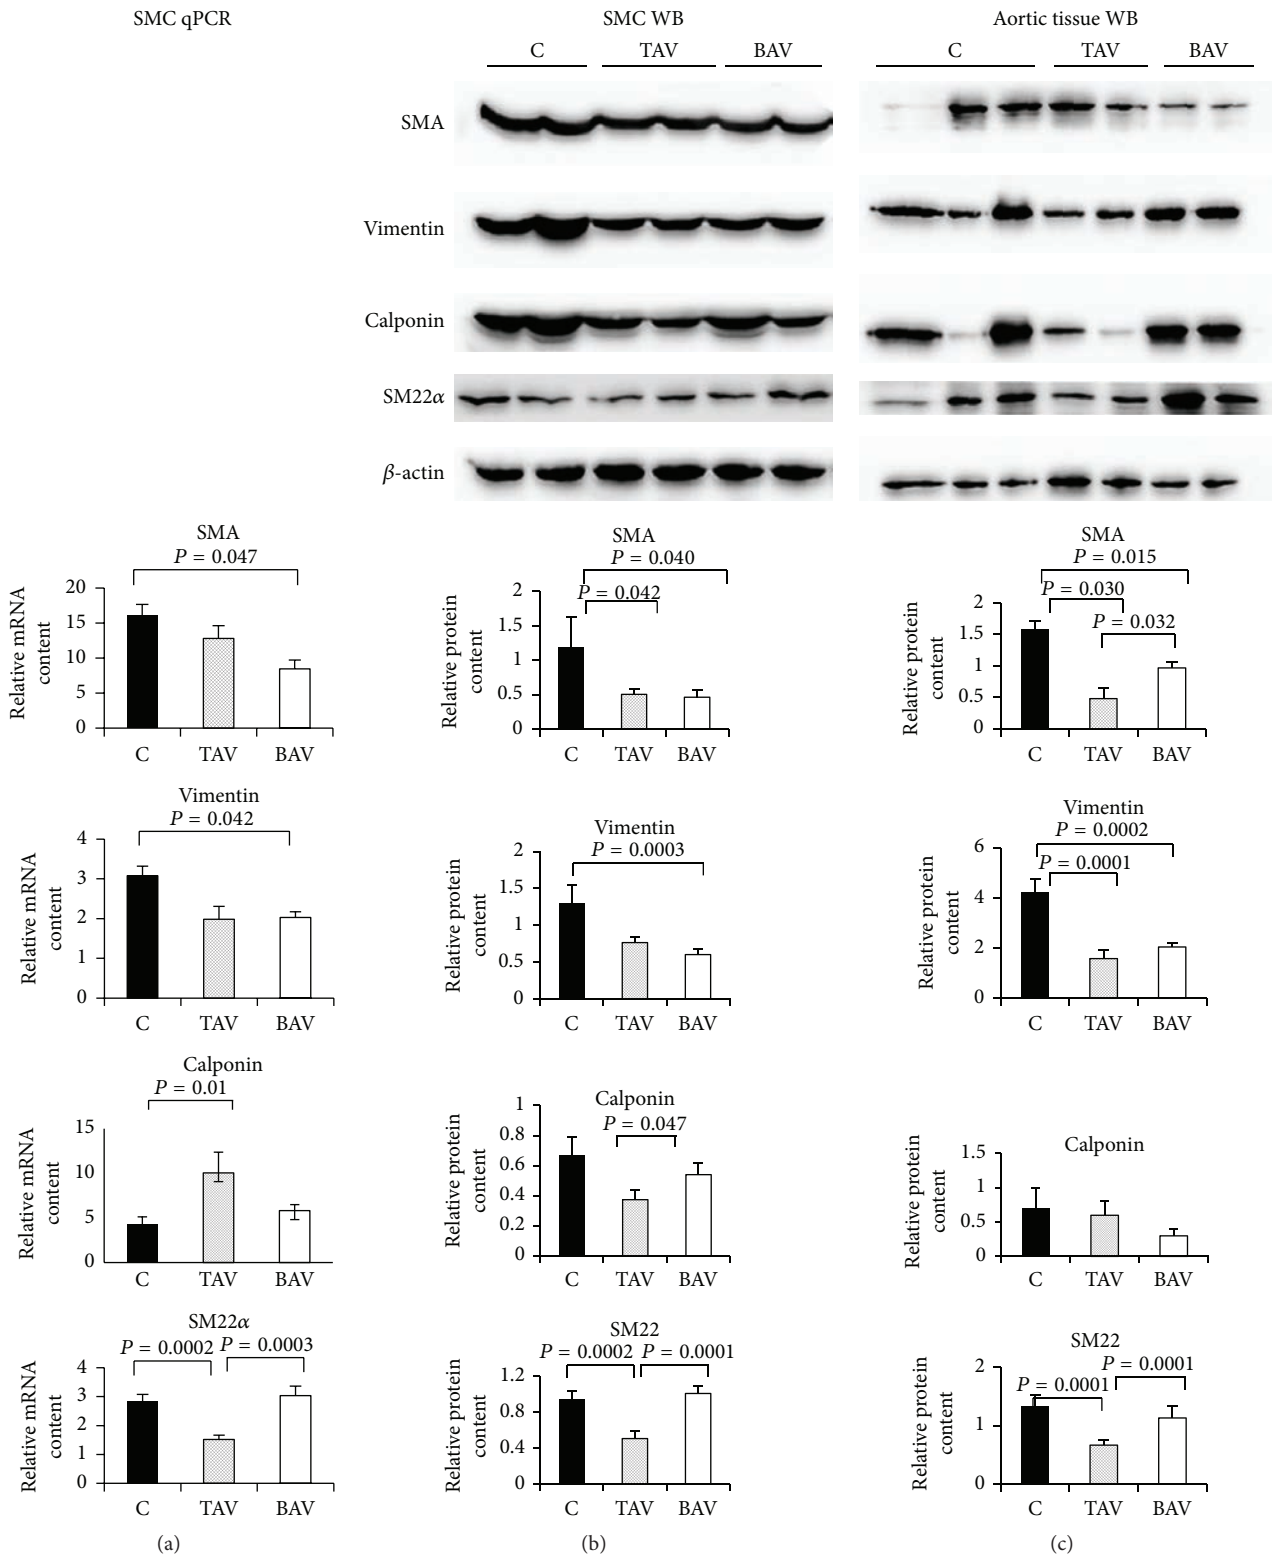 SMC qPCR
SMC WB
Aortic tissue WB
C TAV BAV
C TAV BAV
SMA
Vimentin
Calponin
SM22α
β-actin
SMA
P = 0.047
Relative mRNA content
20
15
10
5
0
C TAV BAV
SMA
P = 0.040
P = 0.042
Relative protein content
2
1.5
1
0.5
0
C TAV BAV
SMA
P = 0.015
P = 0.030
P = 0.032
Relative protein content
2
1.5
1
0.5
0
C TAV BAV
Vimentin
P = 0.042
Relative mRNA content
4
3
2
1
0
C TAV BAV
Vimentin
P = 0.0003
Relative protein content
2
1.5
1
0.5
0
C TAV BAV
Vimentin
P = 0.0002
P = 0.0001
Relative protein content
6
4
2
0
C TAV BAV
Calponin
P = 0.01
Relative mRNA content
15
10
5
0
C TAV BAV
Calponin
P = 0.047
Relative protein content
1
0.8
0.6
0.4
0.2
0
C TAV BAV
Calponin
Relative protein content
1.5
1
0.5
0
C TAV BAV
SM22α
P = 0.0002 P = 0.0003
Relative mRNA content
4
3
2
1
0
C TAV BAV
(a)
SM22
P = 0.0002 P = 0.0001
Relative protein content
1.2
0.8
0.4
0
C TAV BAV
(b)
SM22
P = 0.0001
P = 0.0001
Relative protein content
2
1
0
C TAV BAV
(c)